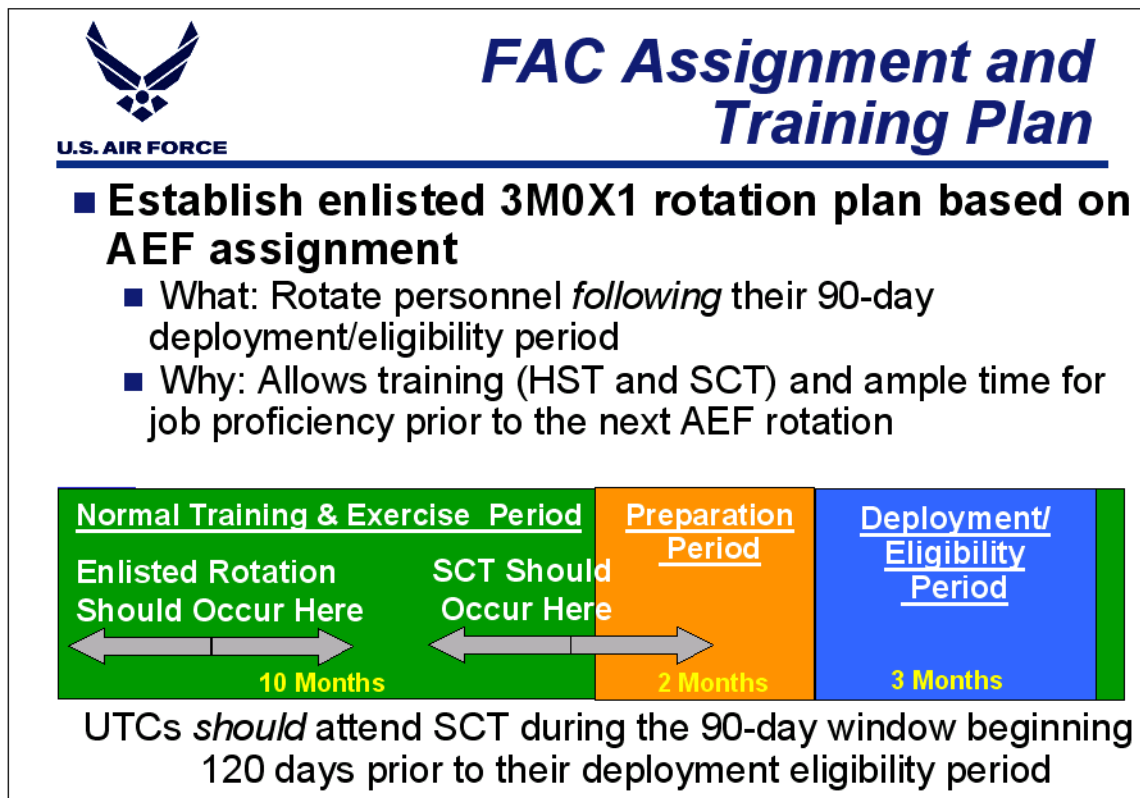 FAC Assignment and
Training Plan
U.S. AIR FORCE
■ Establish enlisted 3M0X1 rotation plan based on
AEF assignment
■ What: Rotate personnel following their 90-day
deployment/eligibility period
■ Why: Allows training (HST and SCT) and ample time for
job proficiency prior to the next AEF rotation
Normal Training & Exercise Period
Enlisted Rotation
Should Occur Here
SCT Should
Occur Here
10 Months
Preparation
Period
2 Months
Deployment/
Eligibility
Period
3 Months
UTCs should attend SCT during the 90-day window beginning
120 days prior to their deployment eligibility period